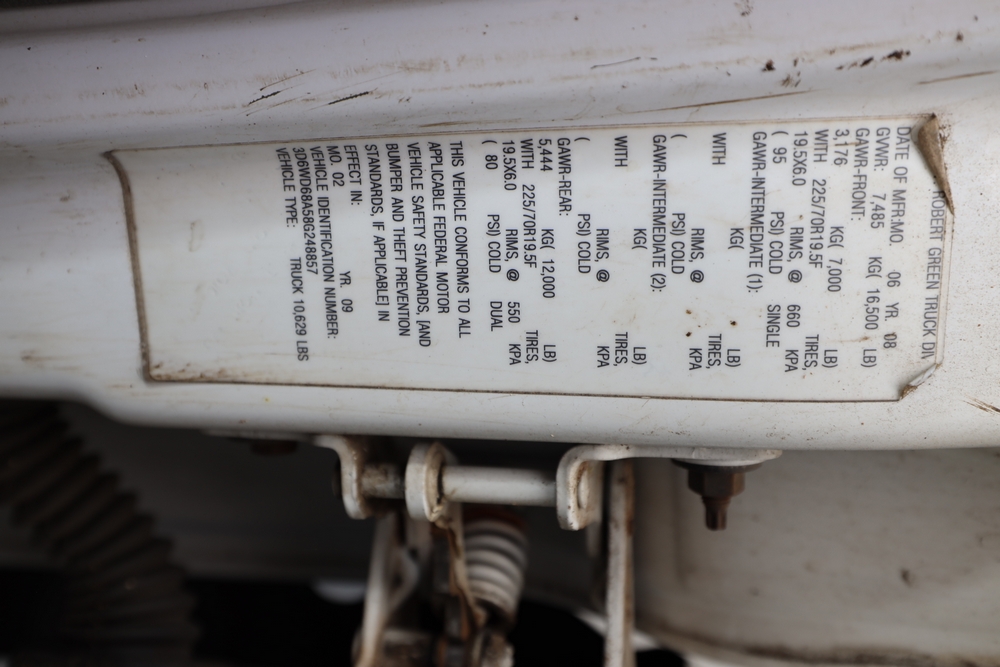 ROBERT GREEN TRUCK
DATE OF MFR:MO. 06 YR. 08
GVWR: 7,485 KG( 16,500 LB)
GAWR-FRONT:
3,176 KG( 7,000 LB)
WITH 225/70R19.5F TIRES,
19.5X6.0 RIMS, @ 660 KPA
( 95 PSI) COLD SINGLE
GAWR-INTERMEDIATE (1):
KG( LB)
WITH TIRES,
RIMS, @ KPA
( PSI) COLD
GAWR-INTERMEDIATE (2):
KG( LB)
WITH TIRES,
RIMS, @ KPA
( PSI) COLD
GAWR-REAR:
5,444 KG( 12,000 LB)
WITH 225/70R19.5F TIRES,
19.5X6.0 RIMS, @ 550 KPA
( 80 PSI) COLD DUAL
THIS VEHICLE CONFORMS TO ALL
APPLICABLE FEDERAL MOTOR
VEHICLE SAFETY STANDARDS, [AND
BUMPER AND THEFT PREVENTION
STANDARDS, IF APPLICABLE] IN
EFFECT IN:
MO. 02 YR. 09
VEHICLE IDENTIFICATION NUMBER:
3D6WD68A58G248857
VEHICLE TYPE: TRUCK 10,629 LBS